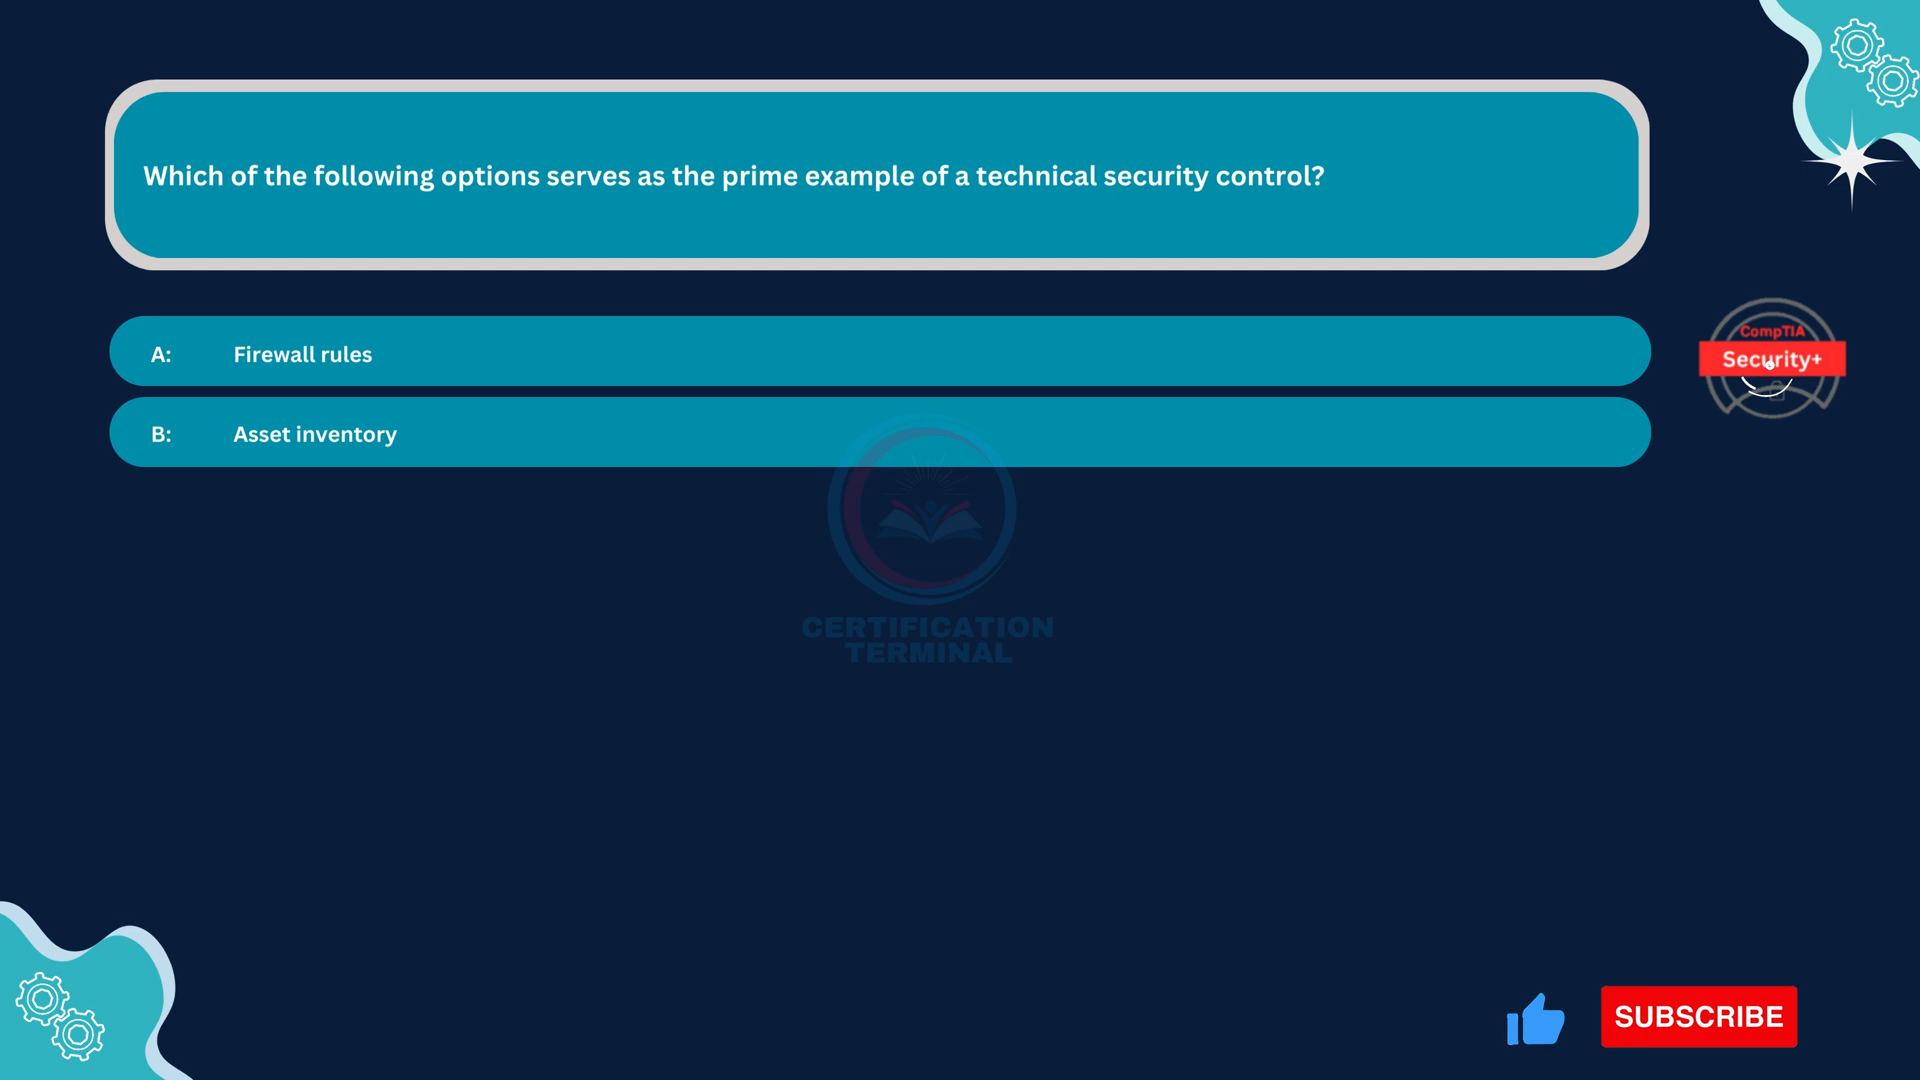 Which of the following options serves as the prime example of a technical security control?
CompTIA
Security+
A: Firewall rules
B: Asset inventory
CERTIFICATION
TERMINAL
SUBSCRIBE